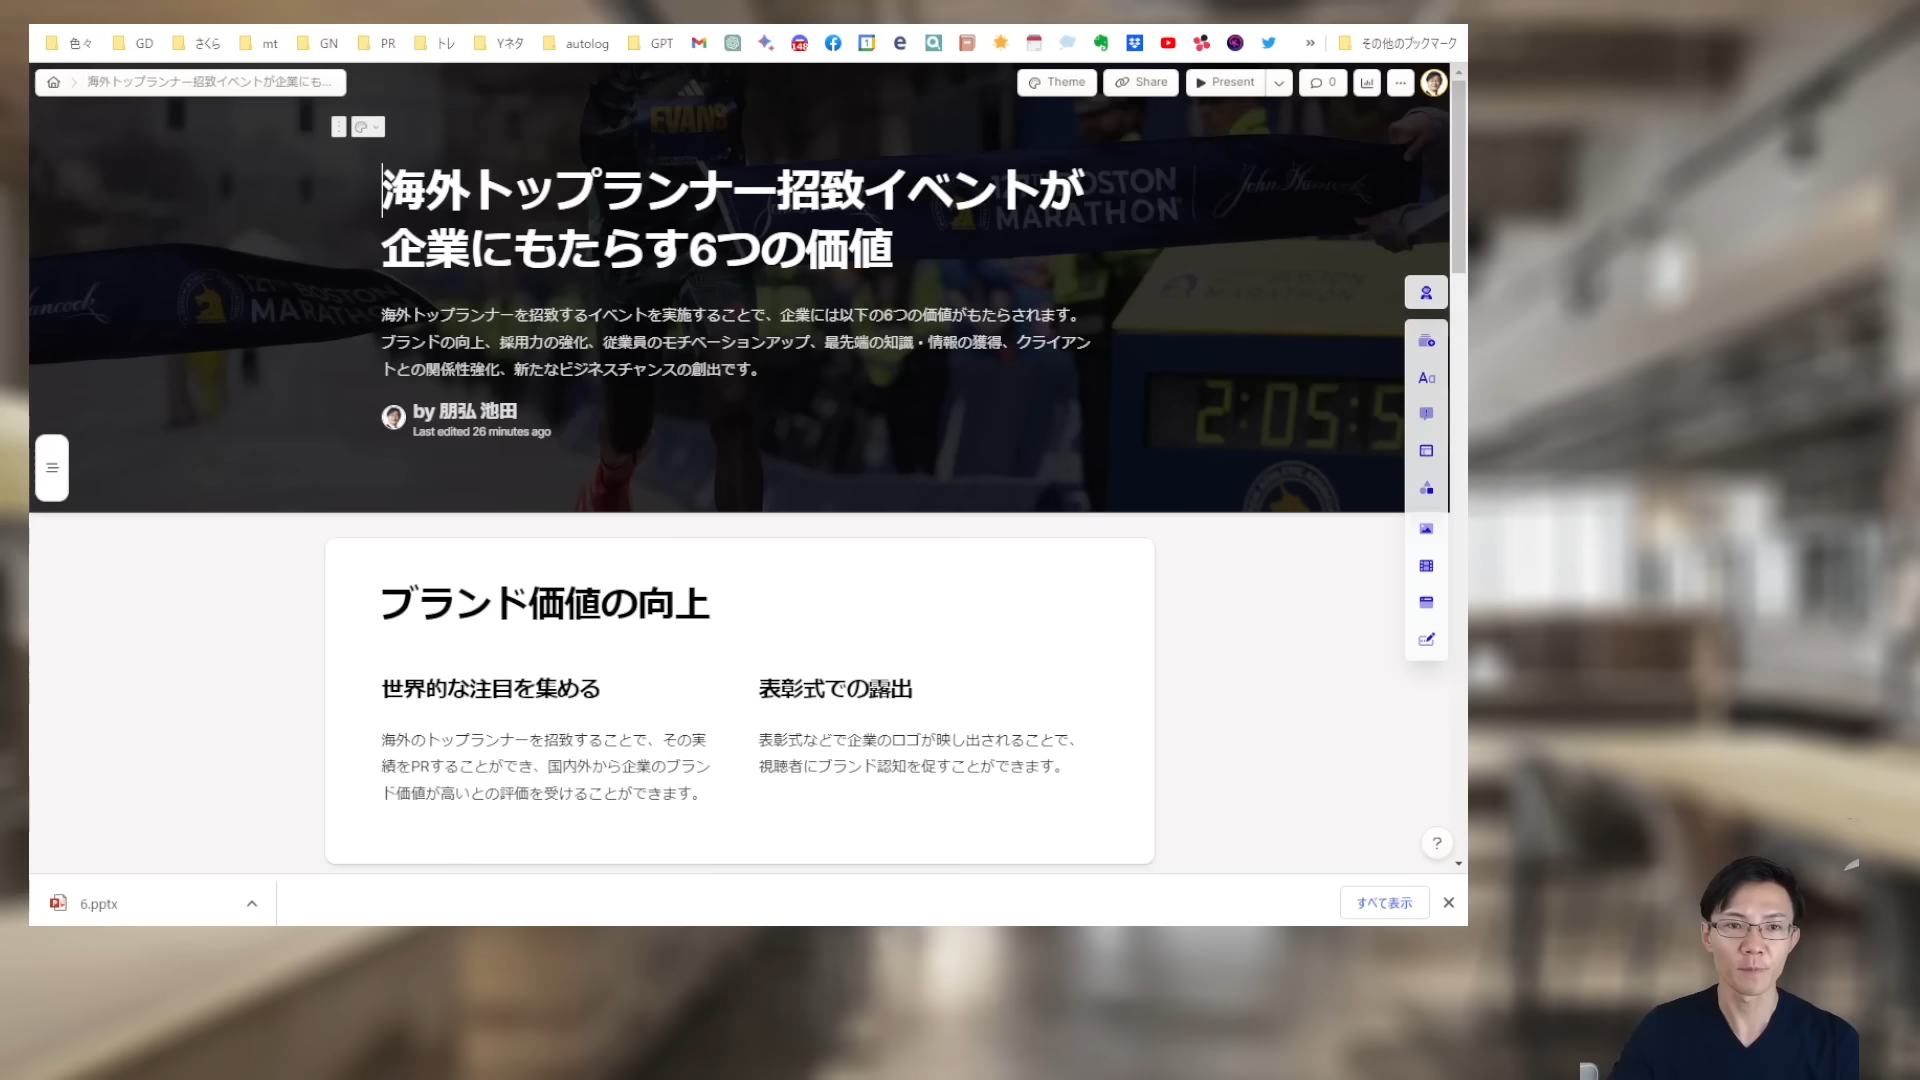 色々 GD さくら mt GN PR トレ Yネタ autolog GPT その他のブックマーク
海外トップランナー招致イベントが企業にも...
Theme Share Present 0
EVANS
127TH BOSTON MARATHON John Hancock
海外トップランナー招致イベントが
企業にもたらす6つの価値
ancock 127TH BOSTON MARATHON
海外トップランナーを招致するイベントを実施することで、企業には以下の6つの価値がもたらされます。
ブランドの向上、採用力の強化、従業員のモチベーションアップ、最先端の知識・情報の獲得、クライアン
トとの関係性強化、新たなビジネスチャンスの創出です。
2:05:5
by 朋弘 池田
Last edited 26 minutes ago
Aa
ブランド価値の向上
世界的な注目を集める
海外のトップランナーを招致することで、その実
績をPRすることができ、国内外から企業のブラン
ド価値が高いとの評価を受けることができます。
表彰式での露出
表彰式などで企業のロゴが映し出されることで、
視聴者にブランド認知を促すことができます。
?
6.pptx
すべて表示